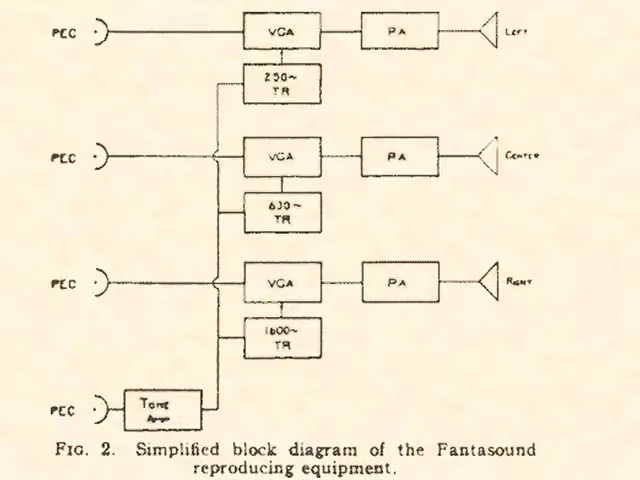 PEC VGA PA LEFT
250~
TR
PEC VGA PA CENTER
630~
TR
PEC VGA PA RIGHT
1600~
TR
PEC TONE
AMP
FIG. 2. Simplified block diagram of the Fantasound
reproducing equipment.